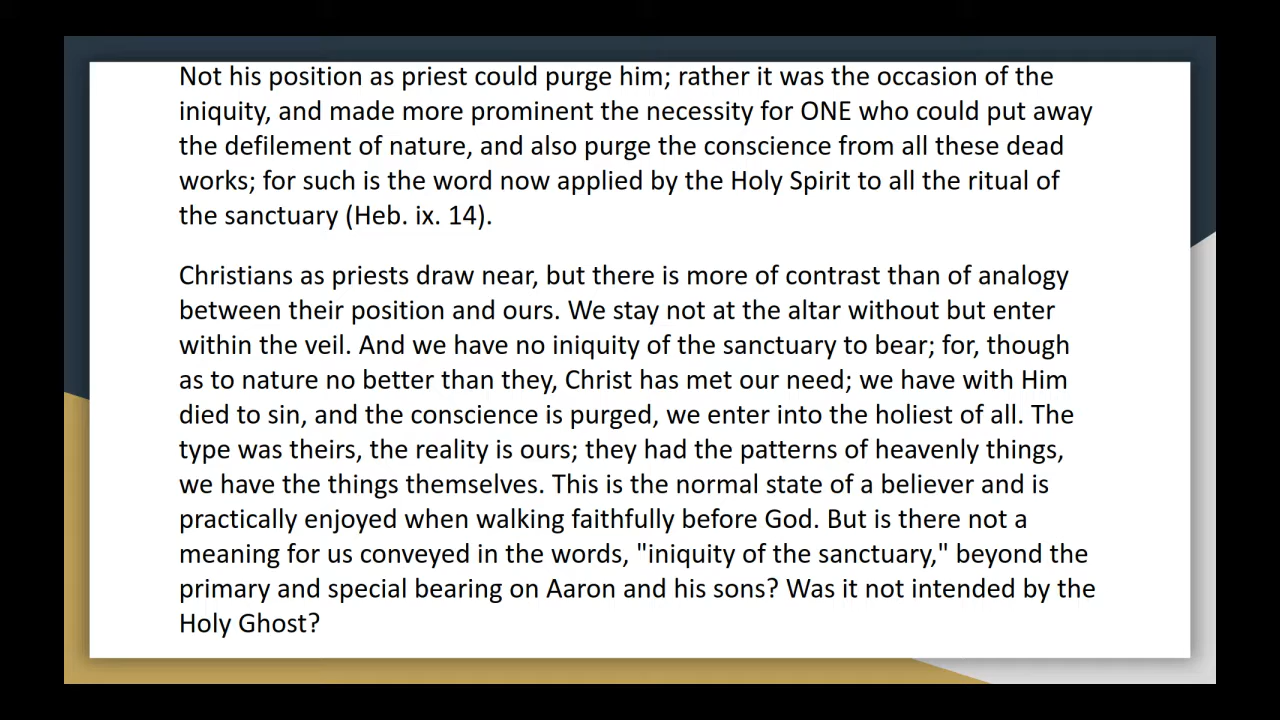 Not his position as priest could purge him; rather it was the occasion of the
iniquity, and made more prominent the necessity for ONE who could put away
the defilement of nature, and also purge the conscience from all these dead
works; for such is the word now applied by the Holy Spirit to all the ritual of
the sanctuary (Heb. ix. 14).
Christians as priests draw near, but there is more of contrast than of analogy
between their position and ours. We stay not at the altar without but enter
within the veil. And we have no iniquity of the sanctuary to bear; for, though
as to nature no better than they, Christ has met our need; we have with Him
died to sin, and the conscience is purged, we enter into the holiest of all. The
type was theirs, the reality is ours; they had the patterns of heavenly things,
we have the things themselves. This is the normal state of a believer and is
practically enjoyed when walking faithfully before God. But is there not a
meaning for us conveyed in the words, "iniquity of the sanctuary," beyond the
primary and special bearing on Aaron and his sons? Was it not intended by the
Holy Ghost?